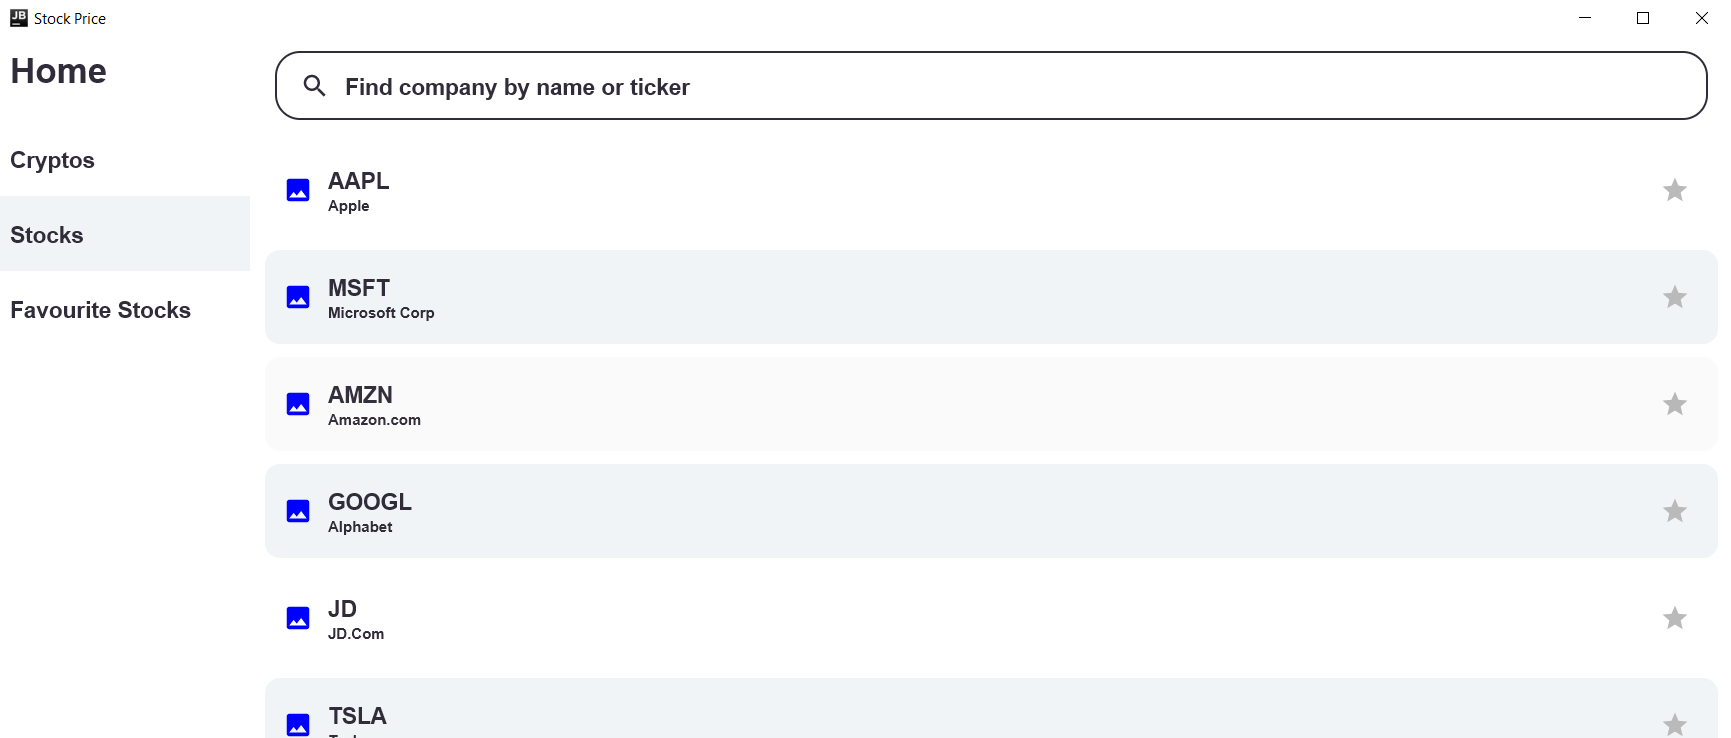 JB Stock Price
Home
Find company by name or ticker
Cryptos
Stocks
Favourite Stocks
AAPL
Apple
MSFT
Microsoft Corp
AMZN
Amazon.com
GOOGL
Alphabet
JD
JD.Com
TSLA